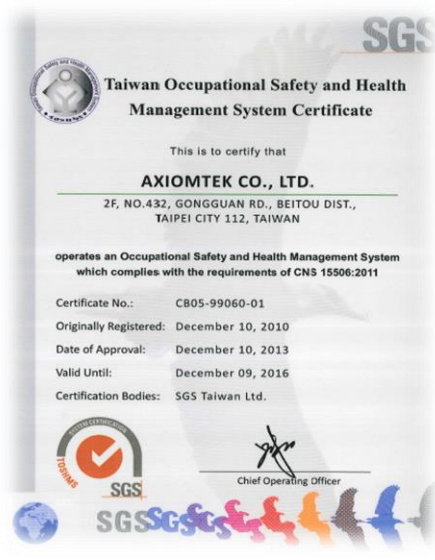 SGS
Taiwan Occupational Safety and Health
Management System Certificate
This is to certify that
AXIOMTEK CO., LTD.
2F, NO.432, GONGGUAN RD., BEITOU DIST.,
TAIPEI CITY 112, TAIWAN
operates an Occupational Safety and Health Management System
which complies with the requirements of CNS 15506:2011
Certificate No.: CB05-99060-01
Originally Registered: December 10, 2010
Date of Approval: December 10, 2013
Valid Until: December 09, 2016
Certification Bodies: SGS Taiwan Ltd.
SYSTEM CERTIFICATION
TOSHMS
SGS
Chief Operating Officer
SGS